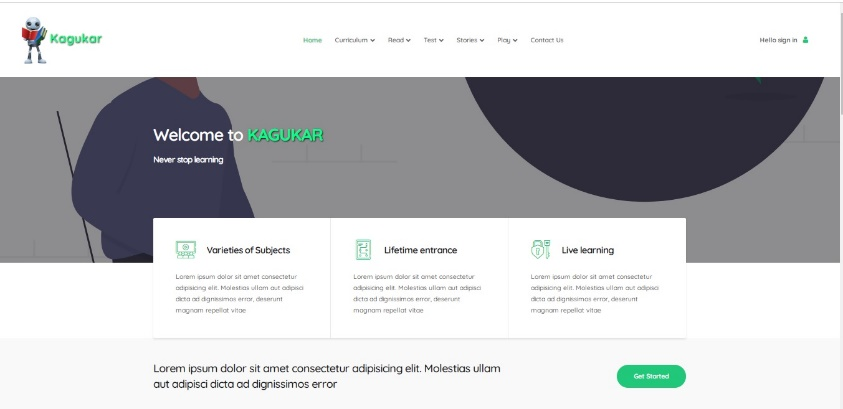 Kagukar
Home Curriculum Read Test Stories Play Contact Us
Hello sign in
Welcome to KAGUKAR
Never stop learning
Varieties of Subjects
Lorem ipsum dolor sit amet consectetur
adipisicing elit. Molestias ullam aut adipisci
dicta ad dignissimos error, deserunt
magnam repellat vitae
Lifetime entrance
Lorem ipsum dolor sit amet consectetur
adipisicing elit. Molestias ullam aut adipisci
dicta ad dignissimos error, deserunt
magnam repellat vitae
Live learning
Lorem ipsum dolor sit amet consectetur
adipisicing elit. Molestias ullam aut adipisci
dicta ad dignissimos error, deserunt
magnam repellat vitae
Lorem ipsum dolor sit amet consectetur adipisicing elit. Molestias ullam
aut adipisci dicta ad dignissimos error
Get Started